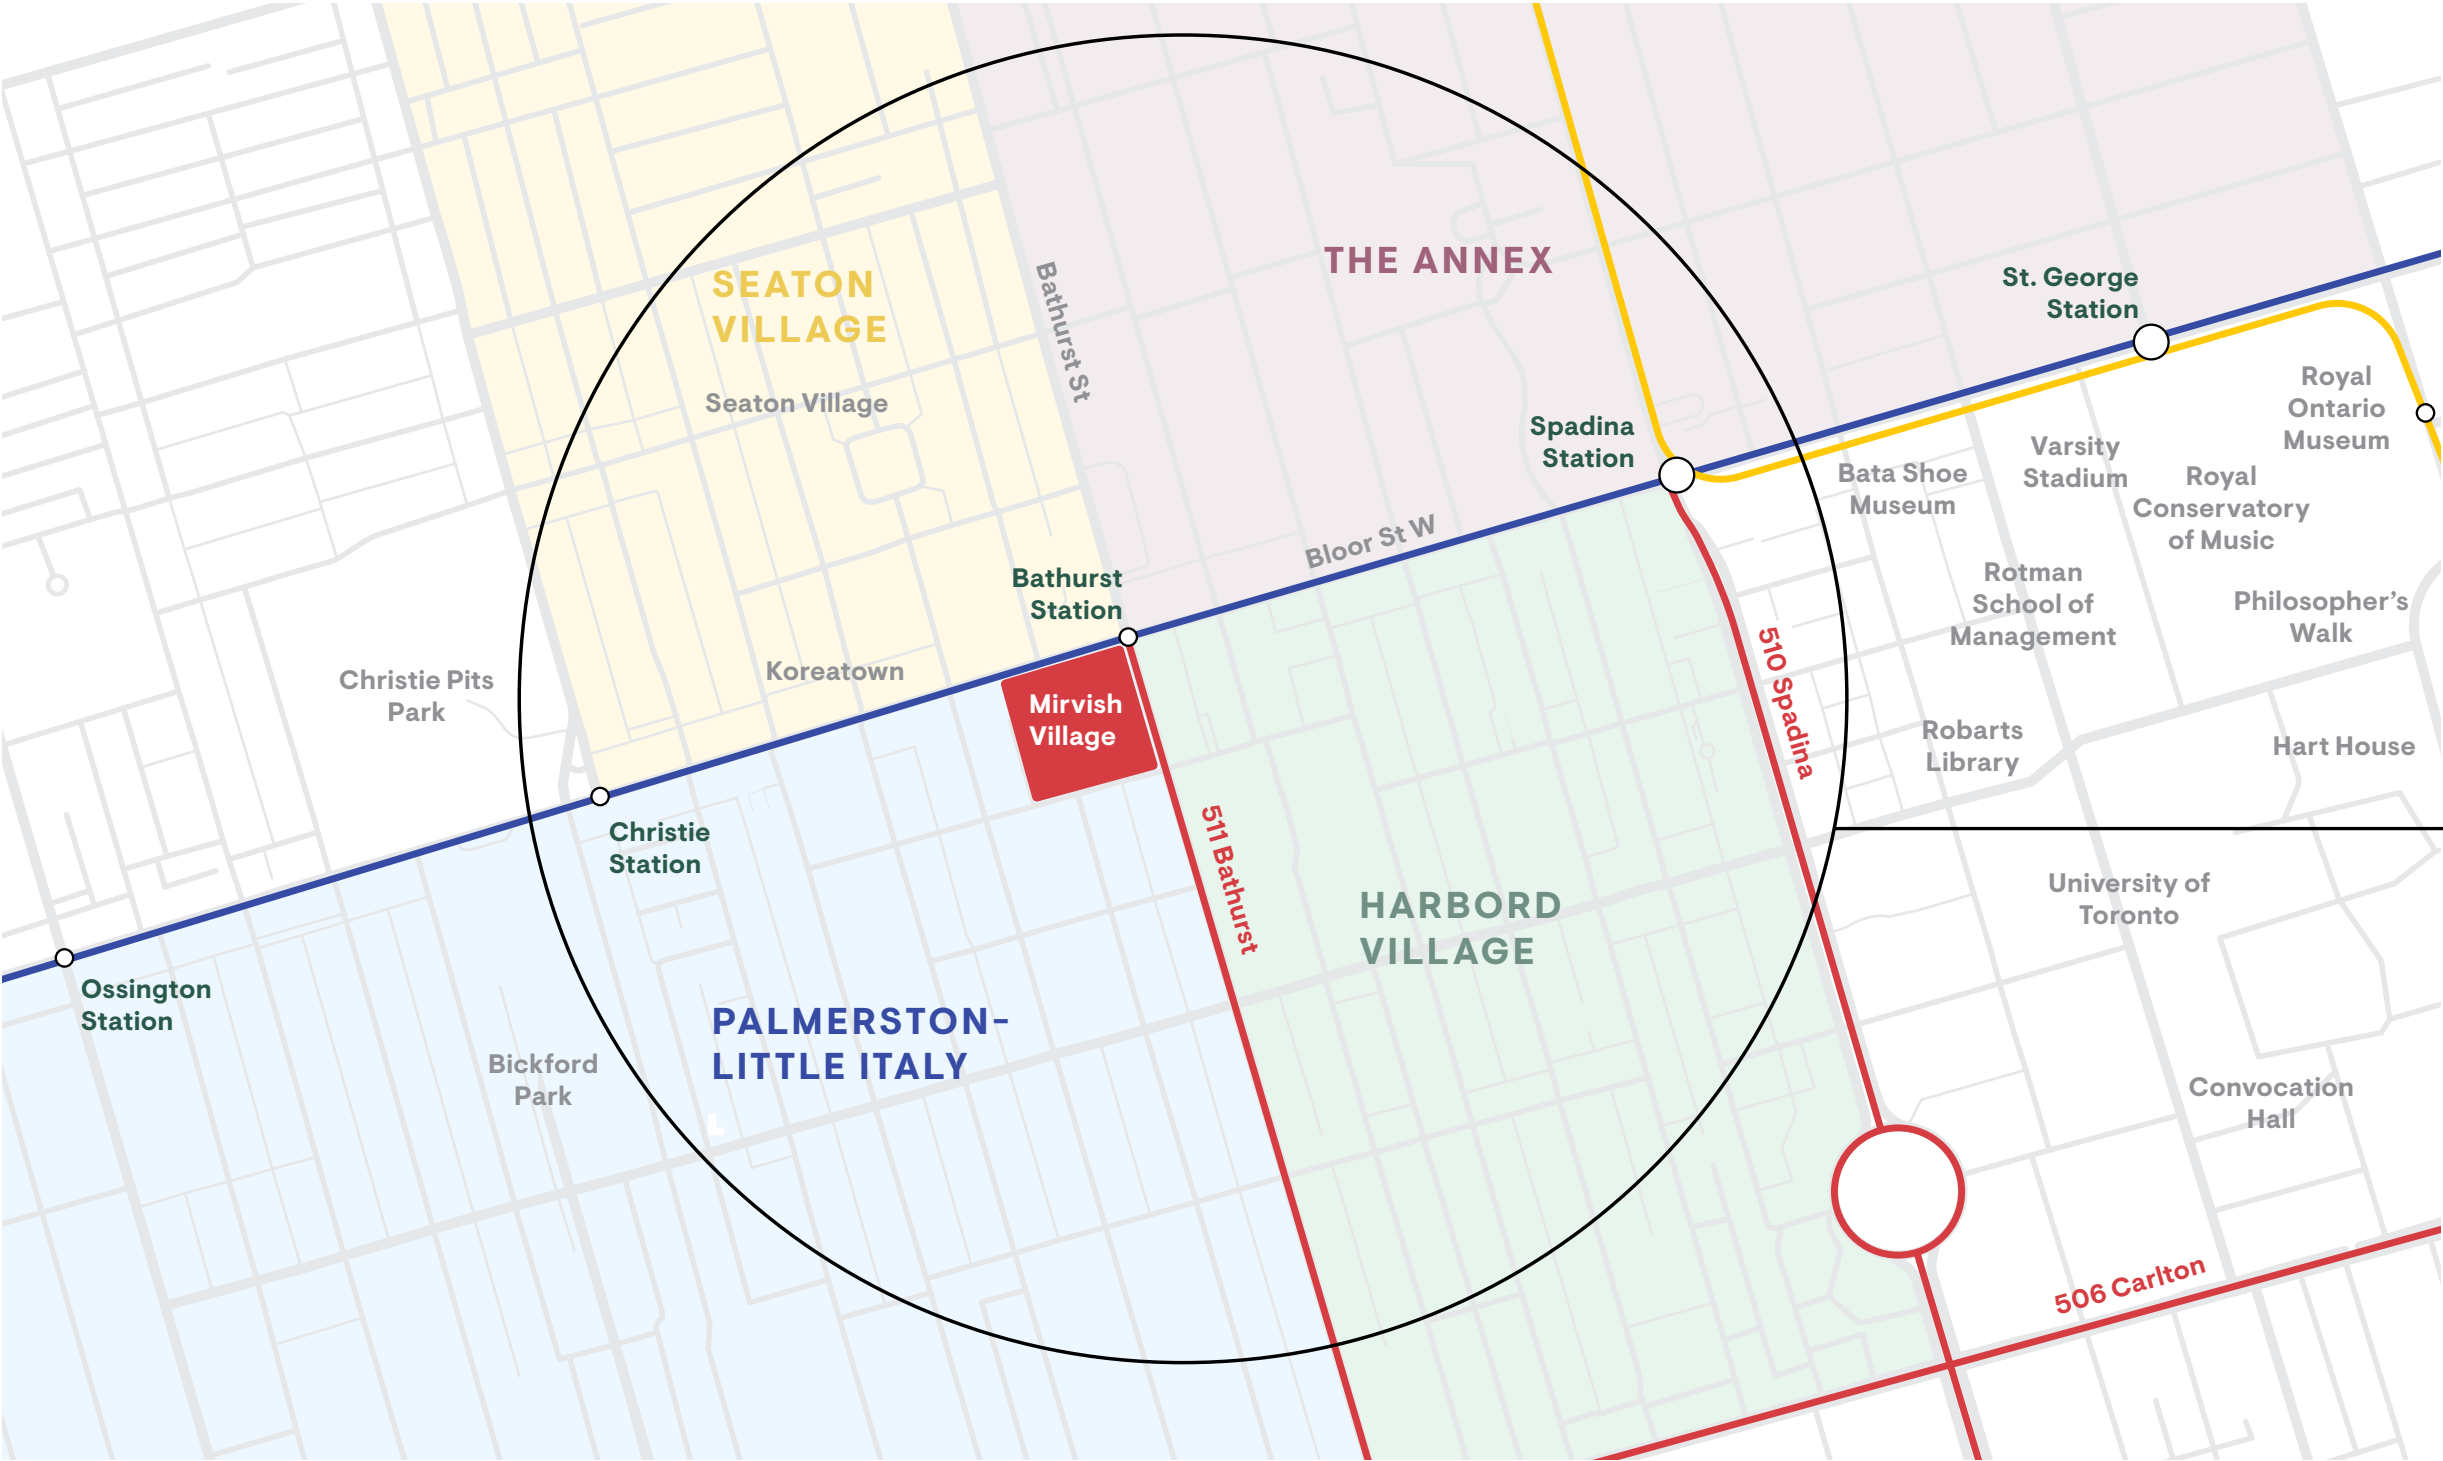 SEATON
VILLAGE
Seaton Village
Bathurst St
THE ANNEX
St. George
Station
Royal
Ontario
Museum
Spadina
Station
Varsity
Stadium
Bata Shoe
Museum
Royal
Conservatory
of Music
Bloor St W
Bathurst
Station
Rotman
School of
Management
Philosopher's
Walk
Christie Pits
Park
Koreatown
Mirvish
Village
510 Spadina
Robarts
Library
Hart House
Christie
Station
511 Bathurst
HARBORD
VILLAGE
University of
Toronto
Ossington
Station
PALMERSTON-
LITTLE ITALY
Bickford
Park
Convocation
Hall
506 Carlton